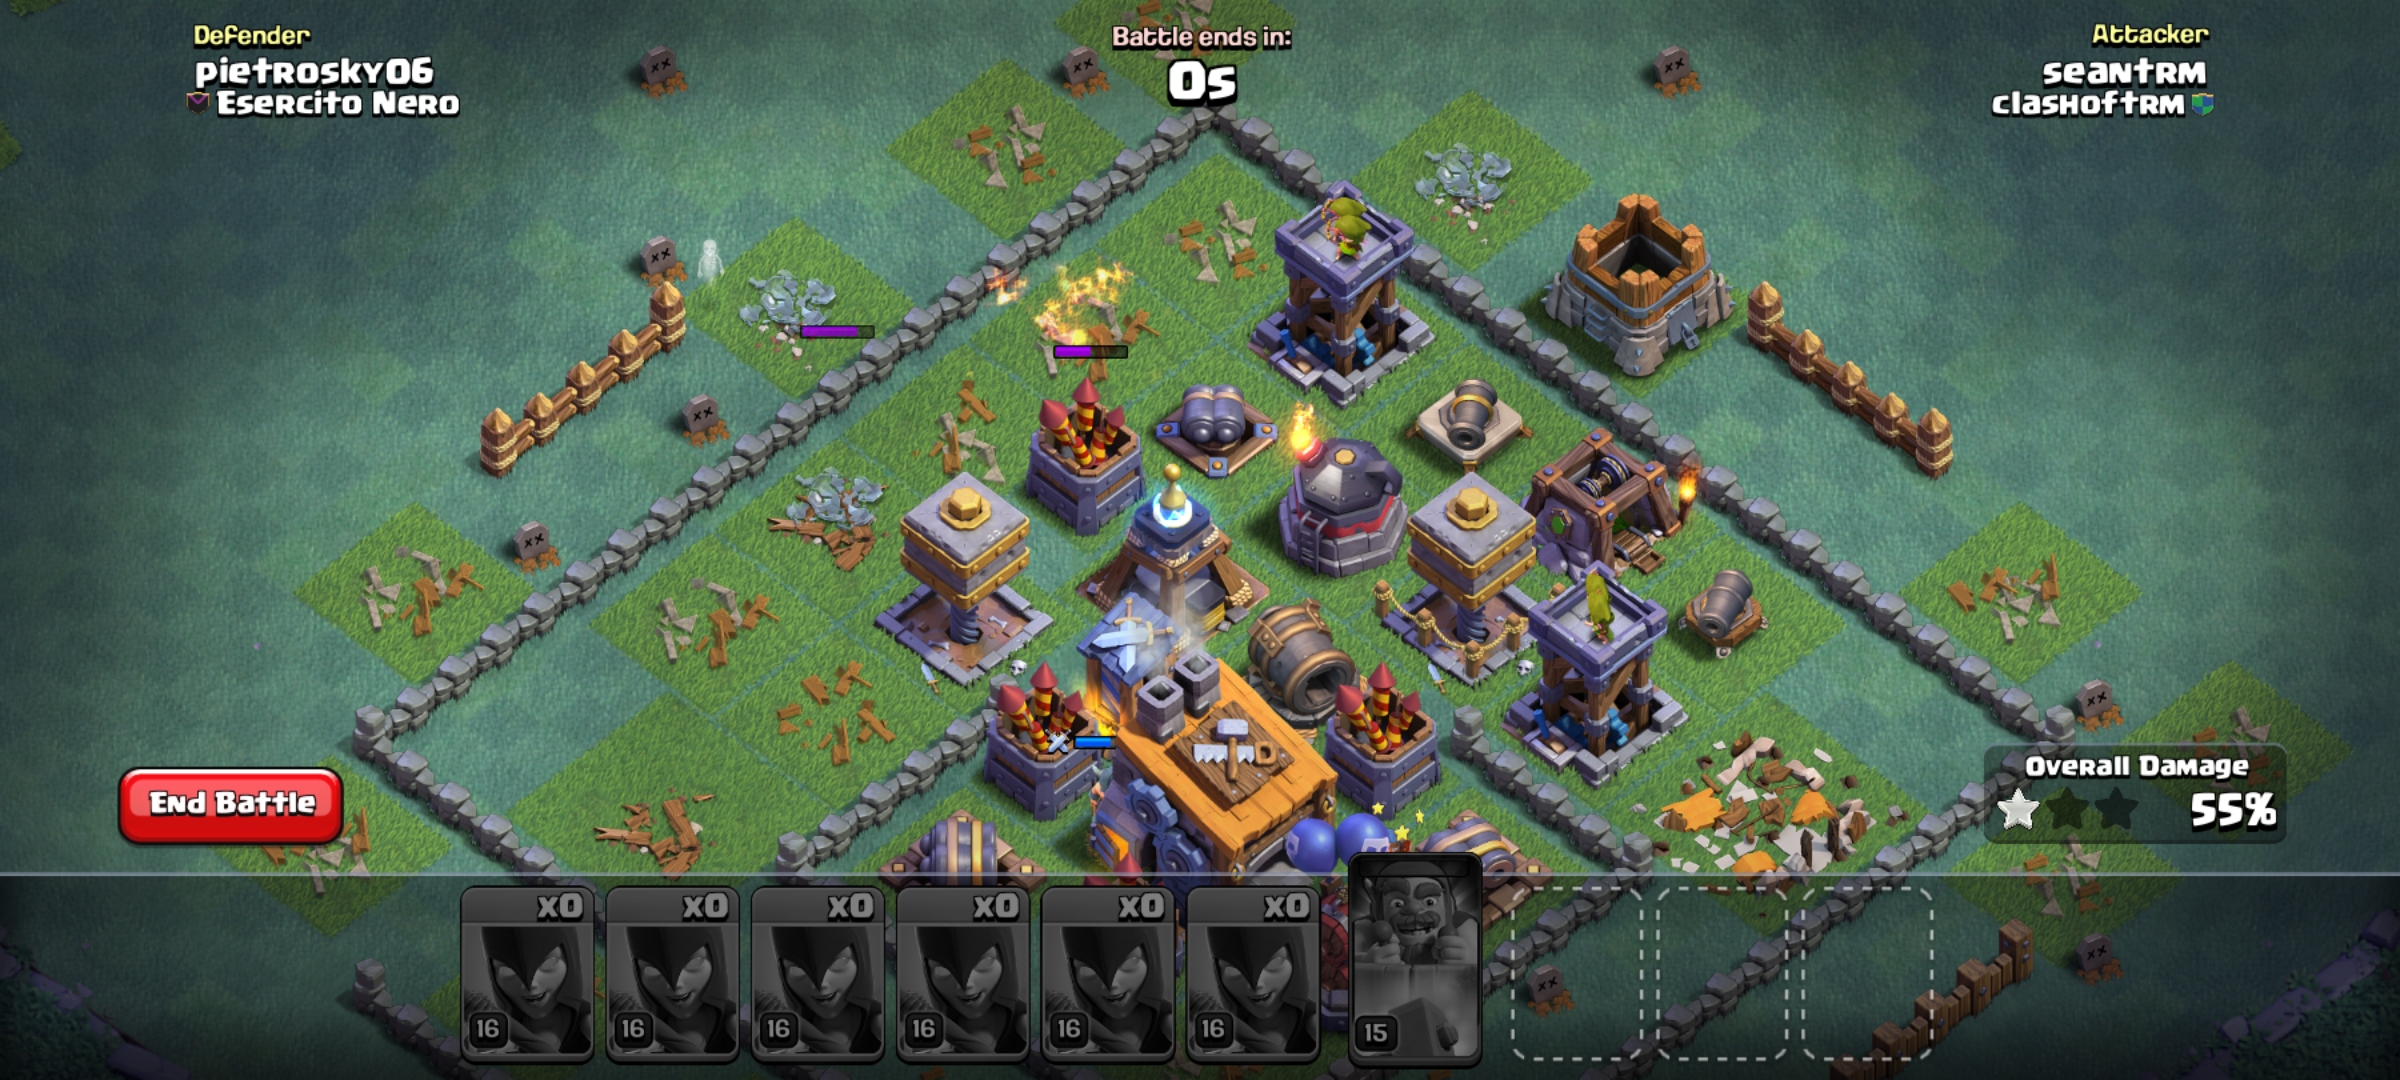 Defender
pietrosky06
Esercito Nero
Battle ends in:
0s
Attacker
seantrm
clashoftrm
End Battle
Overall Damage
55%
x0 x0 x0 x0 x0 x0
16 16 16 16 16 16 15